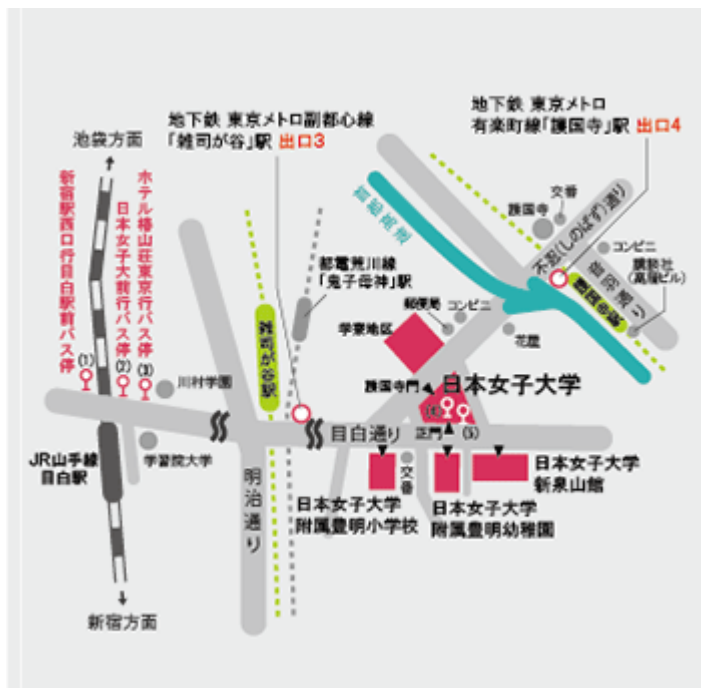 地下鉄 東京メトロ
有楽町線「護国寺」駅 出口4
地下鉄 東京メトロ副都心線
「雑司が谷」駅 出口3
池袋方面
新宿駅西口行目白駅前バス停
(1)
日本女子大前行バス停
(2)
ホテル椿山荘東京行バス停
(3)
首都高速
交番
護国寺
不忍(しのばず)通り
コンビニ
音羽通り
講談社
護国寺駅
都電荒川線
「鬼子母神」駅
郵便局
コンビニ
学寮地区
花屋
雑司が谷駅
川村学園
護国寺門
日本女子大学
(4)
(5)
目白通り
正門
学習院大学
JR山手線
目白駅
明治通り
交番
日本女子大学
新泉山館
日本女子大学
附属豊明小学校
日本女子大学
附属豊明幼稚園
新宿方面